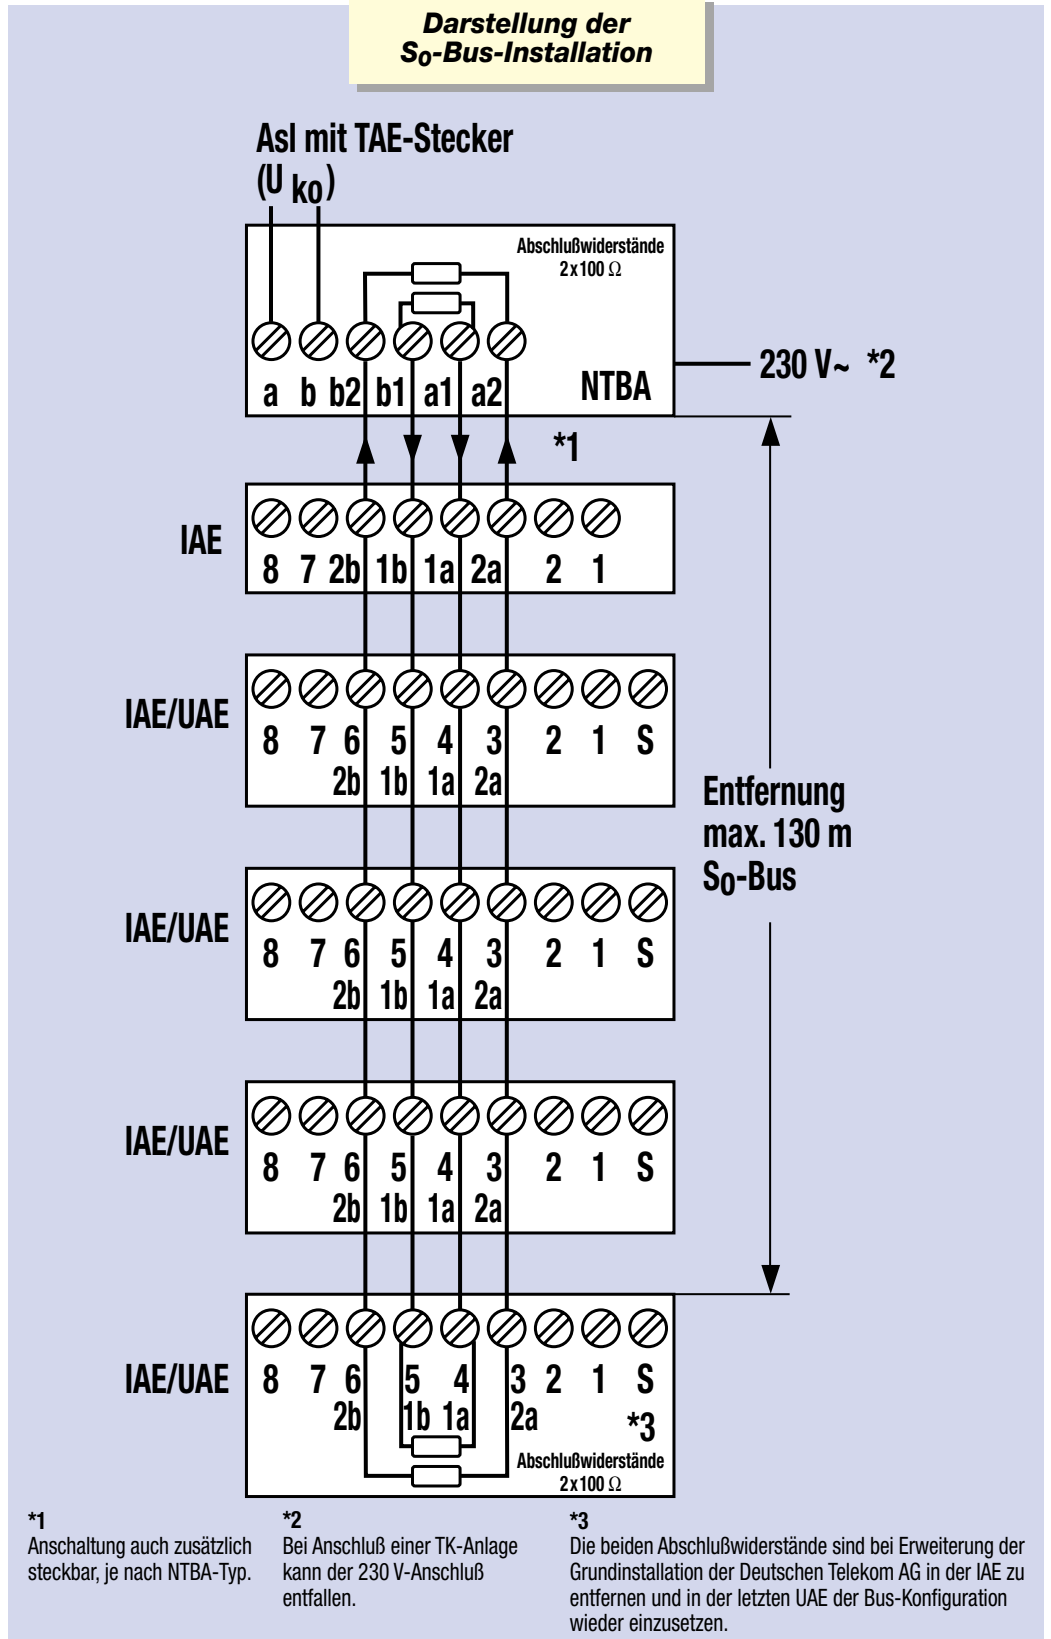 Darstellung der
S0-Bus-Installation
Asl mit TAE-Stecker
(U ko)
Abschlußwiderstände
2 x 100 Ω
a b b2 b1 a1 a2 NTBA
230 V~ *2
*1
IAE
8 7 2b 1b 1a 2a 2 1
IAE/UAE
8 7 6 5 4 3 2 1 S
2b 1b 1a 2a
Entfernung
max. 130 m
S0-Bus
IAE/UAE
8 7 6 5 4 3 2 1 S
2b 1b 1a 2a
IAE/UAE
8 7 6 5 4 3 2 1 S
2b 1b 1a 2a
IAE/UAE
8 7 6 5 4 3 2 1 S
2b 1b 1a 2a *3
Abschlußwiderstände
2 x 100 Ω
*1
Anschaltung auch zusätzlich
steckbar, je nach NTBA-Typ.
*2
Bei Anschluß einer TK-Anlage
kann der 230 V-Anschluß
entfallen.
*3
Die beiden Abschlußwiderstände sind bei Erweiterung der
Grundinstallation der Deutschen Telekom AG in der IAE zu
entfernen und in der letzten UAE der Bus-Konfiguration
wieder einzusetzen.